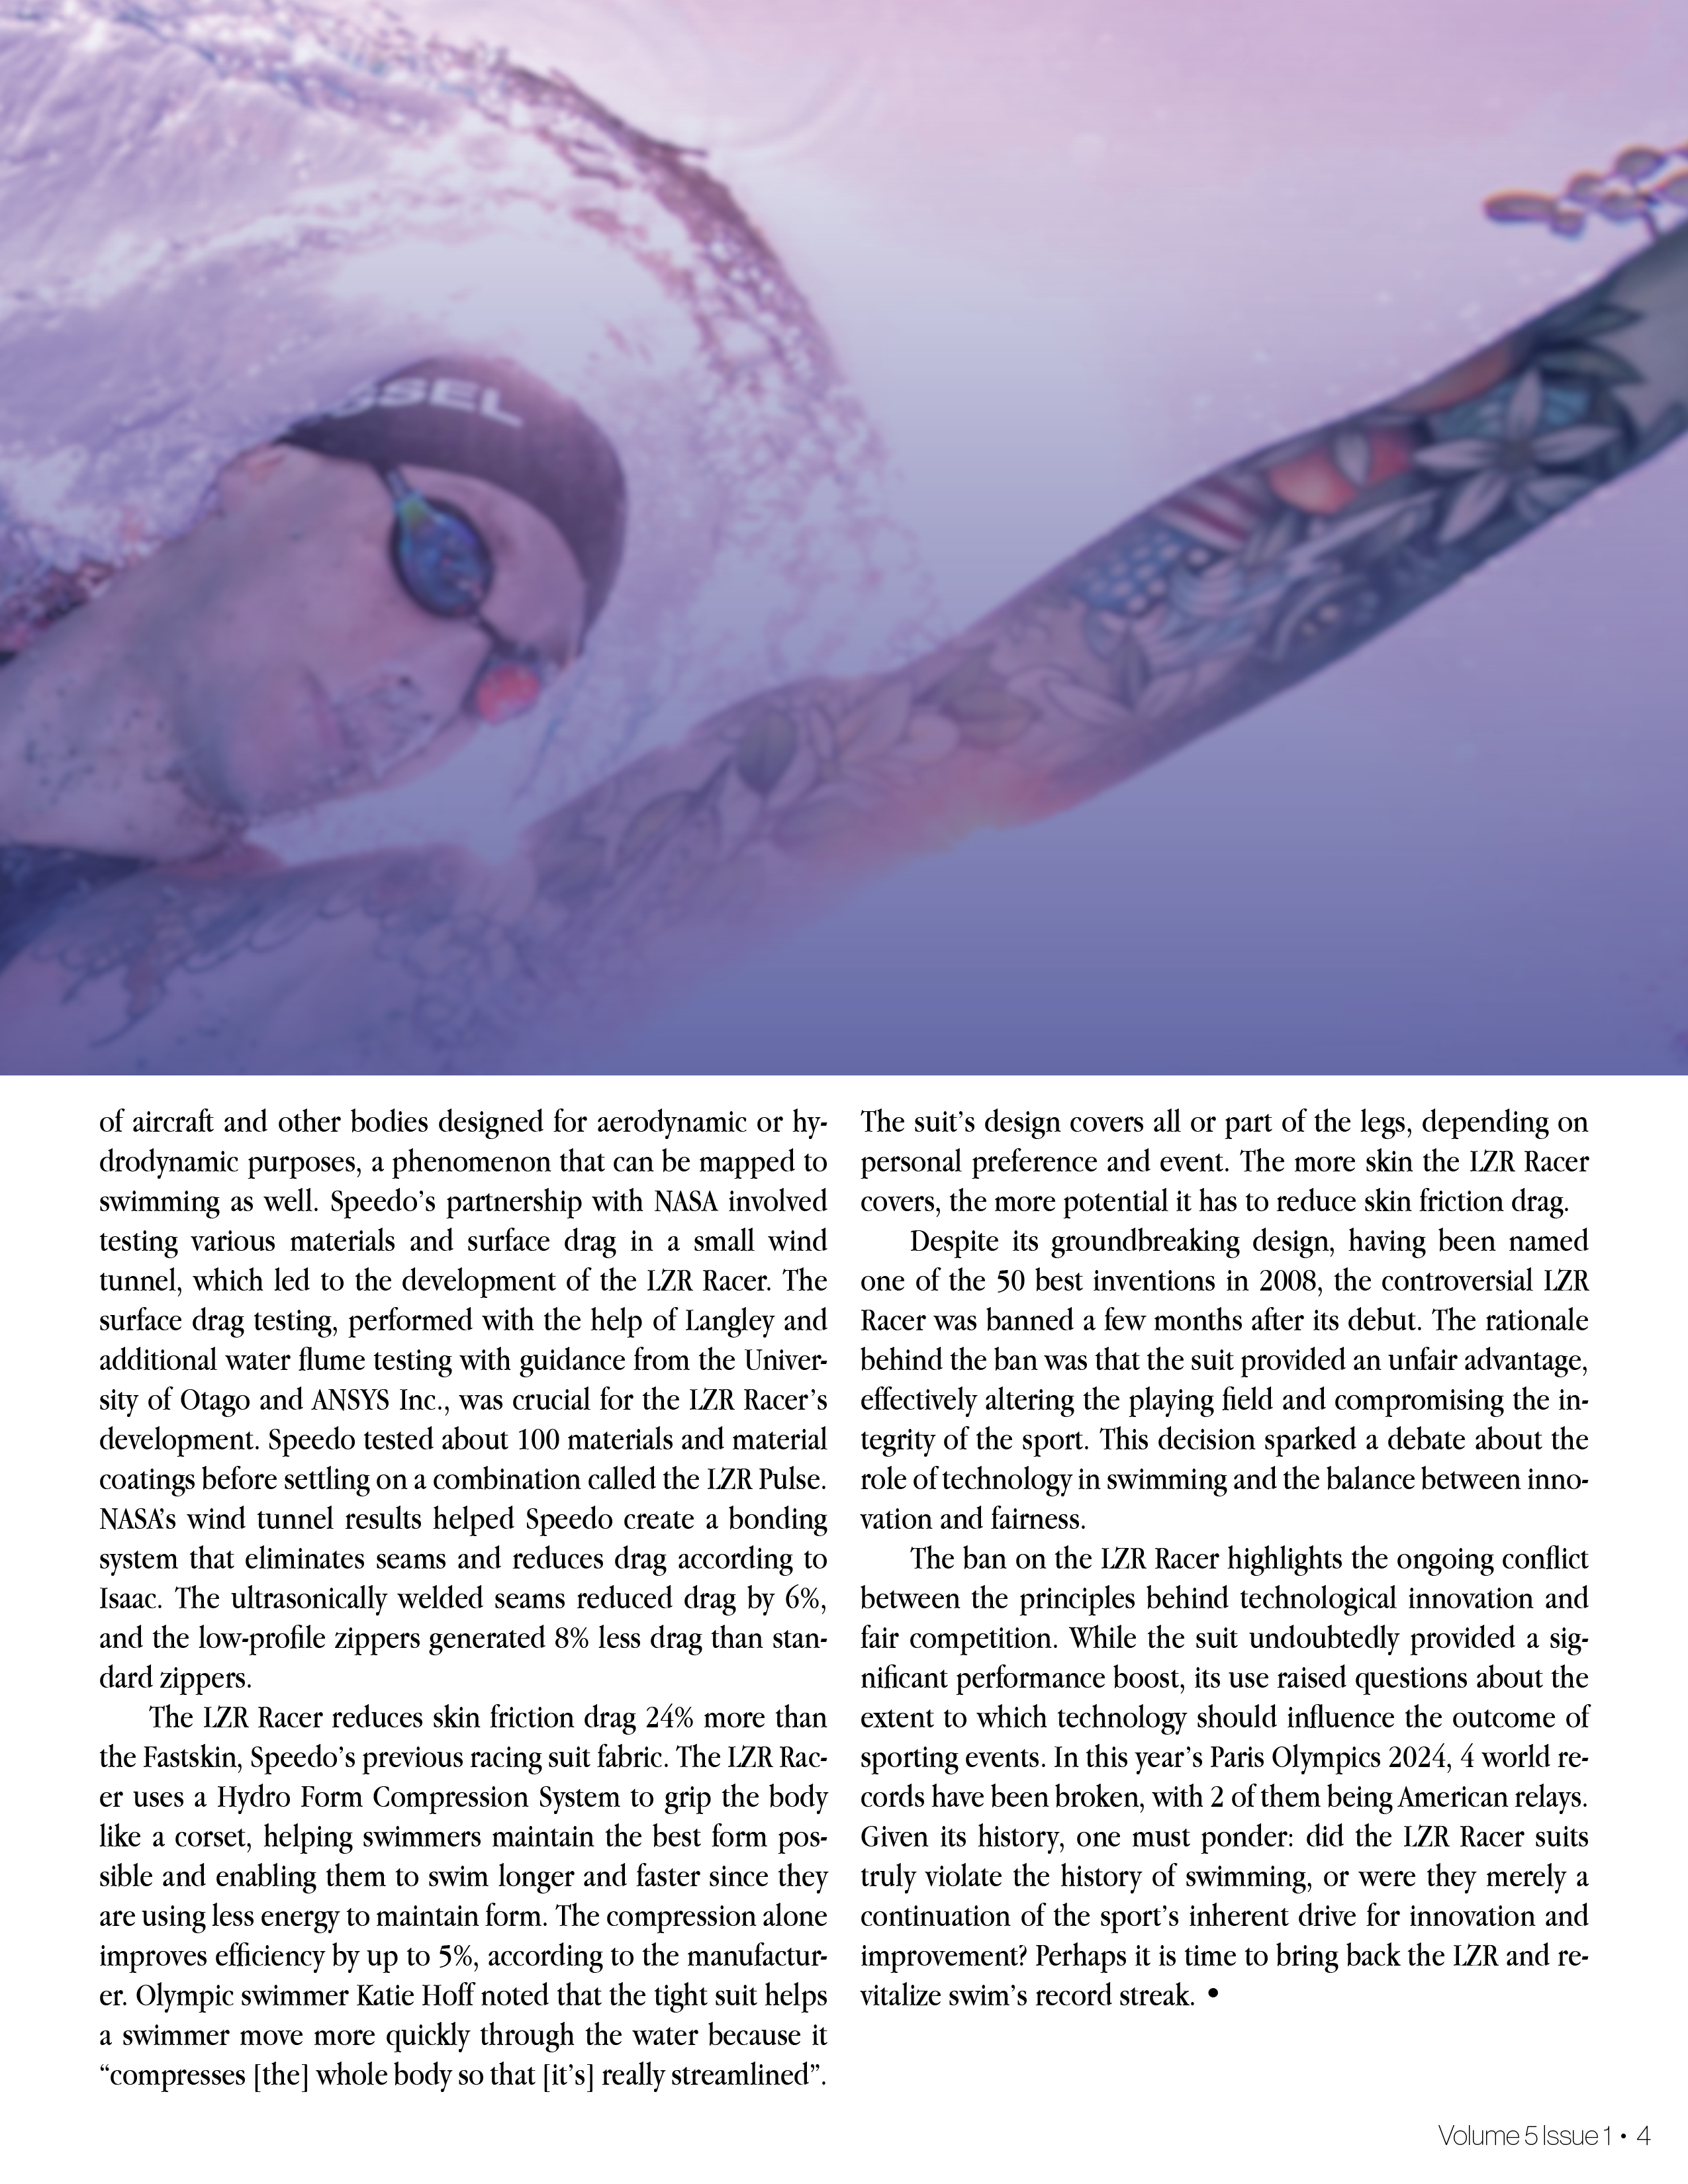 SSEL
of aircraft and other bodies designed for aerodynamic or hy-
drodynamic purposes, a phenomenon that can be mapped to
swimming as well. Speedo’s partnership with NASA involved
testing various materials and surface drag in a small wind
tunnel, which led to the development of the LZR Racer. The
surface drag testing, performed with the help of Langley and
additional water flume testing with guidance from the Univer-
sity of Otago and ANSYS Inc., was crucial for the LZR Racer’s
development. Speedo tested about 100 materials and material
coatings before settling on a combination called the LZR Pulse.
NASA’s wind tunnel results helped Speedo create a bonding
system that eliminates seams and reduces drag according to
Isaac. The ultrasonically welded seams reduced drag by 6%,
and the low-profile zippers generated 8% less drag than stan-
dard zippers.
The LZR Racer reduces skin friction drag 24% more than
the Fastskin, Speedo’s previous racing suit fabric. The LZR Rac-
er uses a Hydro Form Compression System to grip the body
like a corset, helping swimmers maintain the best form pos-
sible and enabling them to swim longer and faster since they
are using less energy to maintain form. The compression alone
improves efficiency by up to 5%, according to the manufactur-
er. Olympic swimmer Katie Hoff noted that the tight suit helps
a swimmer move more quickly through the water because it
“compresses [the] whole body so that [it’s] really streamlined”.
The suit’s design covers all or part of the legs, depending on
personal preference and event. The more skin the LZR Racer
covers, the more potential it has to reduce skin friction drag.
Despite its groundbreaking design, having been named
one of the 50 best inventions in 2008, the controversial LZR
Racer was banned a few months after its debut. The rationale
behind the ban was that the suit provided an unfair advantage,
effectively altering the playing field and compromising the in-
tegrity of the sport. This decision sparked a debate about the
role of technology in swimming and the balance between inno-
vation and fairness.
The ban on the LZR Racer highlights the ongoing conflict
between the principles behind technological innovation and
fair competition. While the suit undoubtedly provided a sig-
nificant performance boost, its use raised questions about the
extent to which technology should influence the outcome of
sporting events. In this year’s Paris Olympics 2024, 4 world re-
cords have been broken, with 2 of them being American relays.
Given its history, one must ponder: did the LZR Racer suits
truly violate the history of swimming, or were they merely a
continuation of the sport’s inherent drive for innovation and
improvement? Perhaps it is time to bring back the LZR and re-
vitalize swim’s record streak. •
Volume 5 Issue 1 • 4